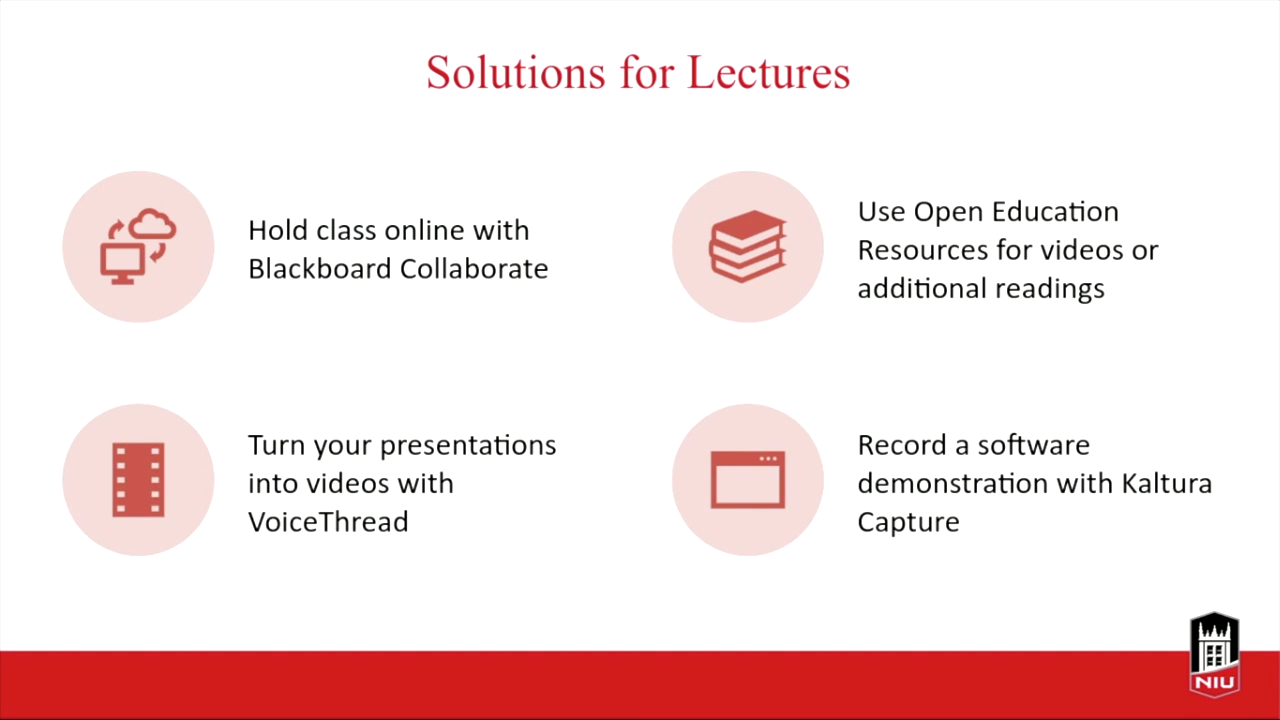 Solutions for Lectures
Hold class online with
Blackboard Collaborate
Use Open Education
Resources for videos or
additional readings
Turn your presentations
into videos with
VoiceThread
Record a software
demonstration with Kaltura
Capture
NIU